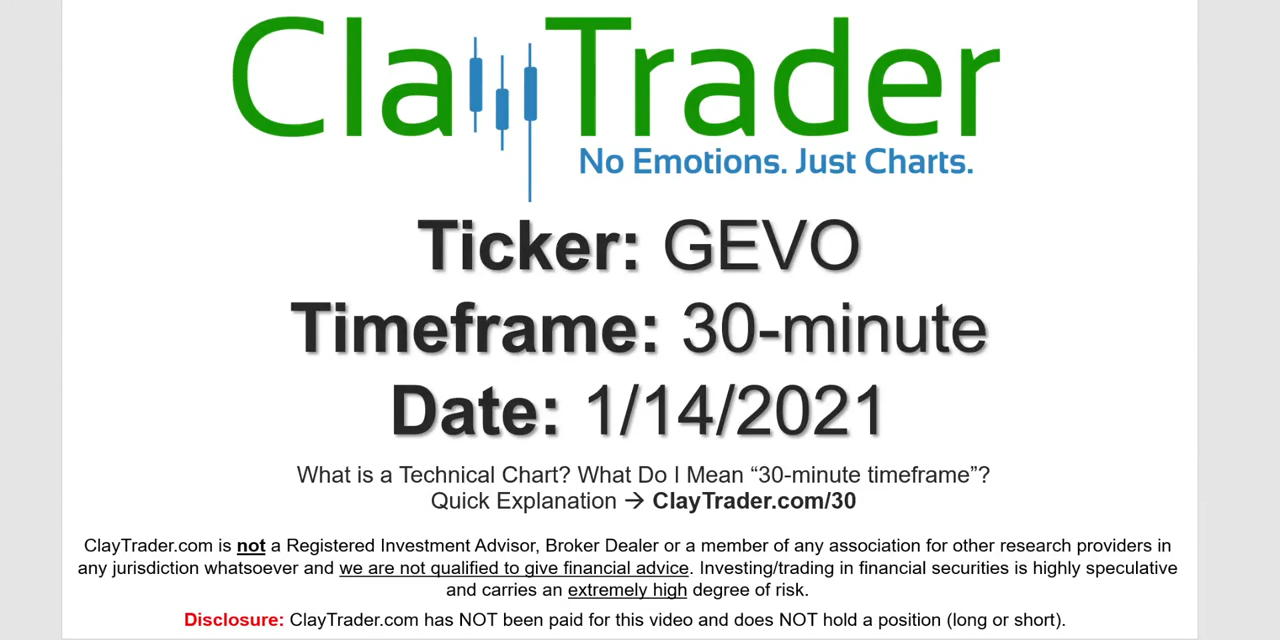 ClayTrader
No Emotions. Just Charts.
Ticker: GEVO
Timeframe: 30-minute
Date: 1/14/2021
What is a Technical Chart? What Do I Mean “30-minute timeframe”?
Quick Explanation → ClayTrader.com/30
ClayTrader.com is not a Registered Investment Advisor, Broker Dealer or a member of any association for other research providers in
any jurisdiction whatsoever and we are not qualified to give financial advice. Investing/trading in financial securities is highly speculative
and carries an extremely high degree of risk.
Disclosure: ClayTrader.com has NOT been paid for this video and does NOT hold a position (long or short).